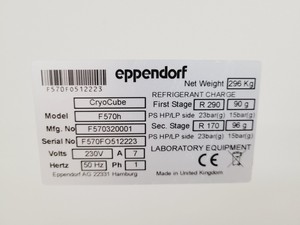 F570F0512223
eppendorf
Net Weight 296 Kg
CryoCube
REFRIGERANT CHARGE
First Stage R 290 90 g
Model F570h
PS HP/LP side 23bar(g) 15bar(g)
Mfg. No F570320001
Sec. Stage R 170 96 g
Serial No F570FO512223
PS HP/LP side 23bar(g) 15bar(g)
Volts 230V A 7
LABORATORY EQUIPMENT
Hertz 50 Hz Ph 1
CE
Eppendorf AG 22331 Hamburg
Made in United Kingdom